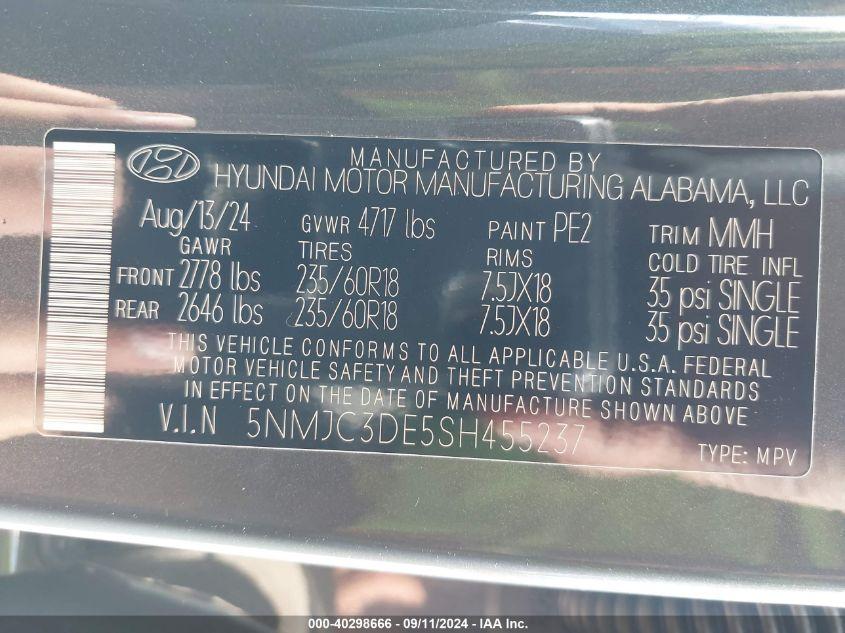 MANUFACTURED BY
HYUNDAI MOTOR MANUFACTURING ALABAMA, LLC
Aug/13/24 GVWR 4717 lbs PAINT PE2 TRIM MMH
GAWR TIRES RIMS COLD TIRE INFL
FRONT 2778 lbs 235/60R18 7.5JX18 35 psi SINGLE
REAR 2646 lbs 235/60R18 7.5JX18 35 psi SINGLE
THIS VEHICLE CONFORMS TO ALL APPLICABLE U.S.A. FEDERAL
MOTOR VEHICLE SAFETY AND THEFT PREVENTION STANDARDS
IN EFFECT ON THE DATE OF MANUFACTURE SHOWN ABOVE
V.I.N 5NMJC3DE5SH455237 TYPE: MPV
000-40298666 - 09/11/2024 - IAA Inc.